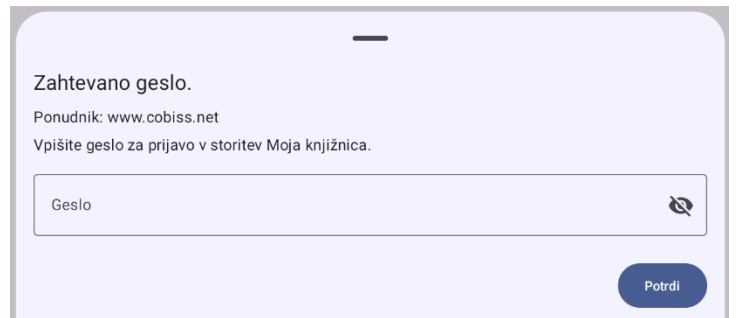 Zahtevano geslo.
Ponudnik: www.cobiss.net
Vpišite geslo za prijavo v storitev Moja knjižnica.
Geslo
Potrdi